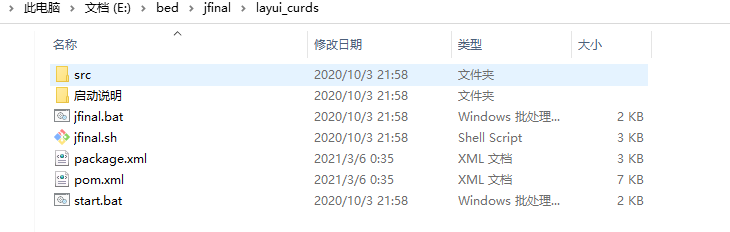 此电脑 > 文档 (E:) > bed > jfinal > layui_curds
名称 修改日期 类型 大小
src 2020/10/3 21:58 文件夹
启动说明 2020/10/3 21:58 文件夹
jfinal.bat 2020/10/3 21:58 Windows 批处理... 2 KB
jfinal.sh 2020/10/3 21:58 Shell Script 3 KB
package.xml 2021/3/6 0:35 XML 文档 3 KB
pom.xml 2021/3/6 0:35 XML 文档 7 KB
start.bat 2020/10/3 21:58 Windows 批处理... 2 KB